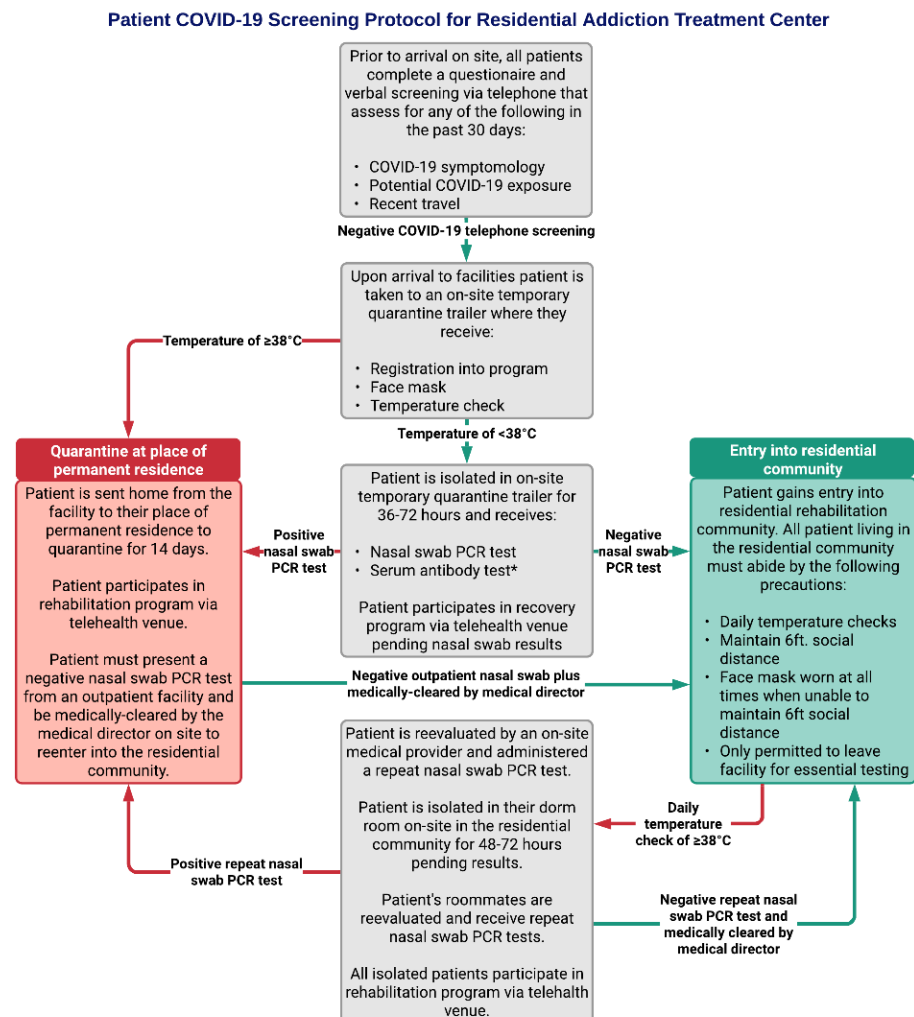 Patient COVID-19 Screening Protocol for Residential Addiction Treatment Center
Prior to arrival on site, all patients
complete a questionaire and
verbal screening via telephone that
assess for any of the following in
the past 30 days:
• COVID-19 symptomology
• Potential COVID-19 exposure
• Recent travel
Negative COVID-19 telephone screening
Upon arrival to facilities patient is
taken to an on-site temporary
quarantine trailer where they
receive:
• Registration into program
• Face mask
• Temperature check
Temperature of ≥38°C
Temperature of <38°C
Quarantine at place of
permanent residence
Patient is sent home from the
facility to their place of
permanent residence to
quarantine for 14 days.
Patient participates in
rehabilitation program via
telehealth venue.
Patient must present a
negative nasal swab PCR test
from an outpatient facility and
be medically-cleared by the
medical director on site to
reenter into the residential
community.
Positive
nasal swab
PCR test
Patient is isolated in on-site
temporary quarantine trailer for
36-72 hours and receives:
• Nasal swab PCR test
• Serum antibody test*
Patient participates in recovery
program via telehealth venue
pending nasal swab results
Negative
nasal swab
PCR test
Entry into residential
community
Patient gains entry into
residential rehabilitation
community. All patient living in
the residential community
must abide by the following
precautions:
• Daily temperature checks
• Maintain 6ft. social
distance
• Face mask worn at all
times when unable to
maintain 6ft social
distance
• Only permitted to leave
facility for essential testing
Negative outpatient nasal swab plus
medically-cleared by medical director
Patient is reevaluated by an on-site
medical provider and administered
a repeat nasal swab PCR test.
Patient is isolated in their dorm
room on-site in the residential
community for 48-72 hours
pending results.
Patient's roommates are
reevaluated and receive repeat
nasal swab PCR tests.
All isolated patients participate in
rehabilitation program via telehalth
venue.
Daily
temperature
check of ≥38°C
Positive repeat nasal
swab PCR test
Negative repeat nasal
swab PCR test and
medically cleared by
medical director